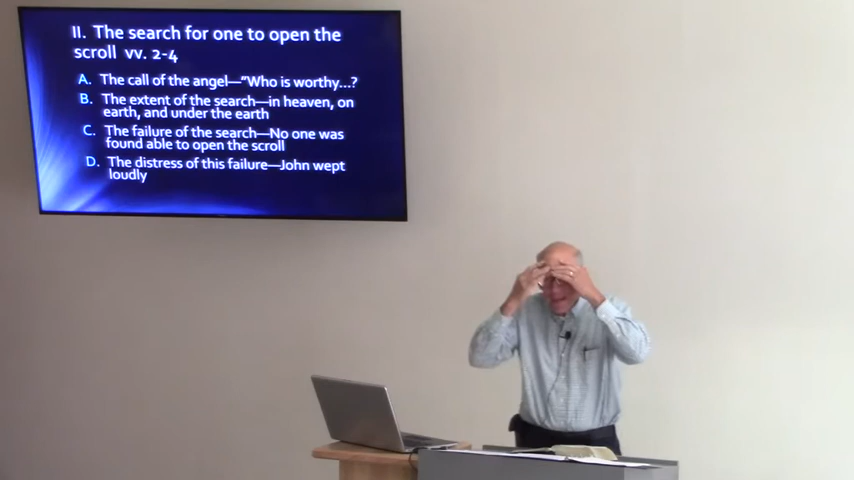 II. The search for one to open the
scroll vv. 2-4
A. The call of the angel—"Who is worthy...?
B. The extent of the search—in heaven, on
earth, and under the earth
C. The failure of the search—No one was
found able to open the scroll
D. The distress of this failure—John wept
loudly